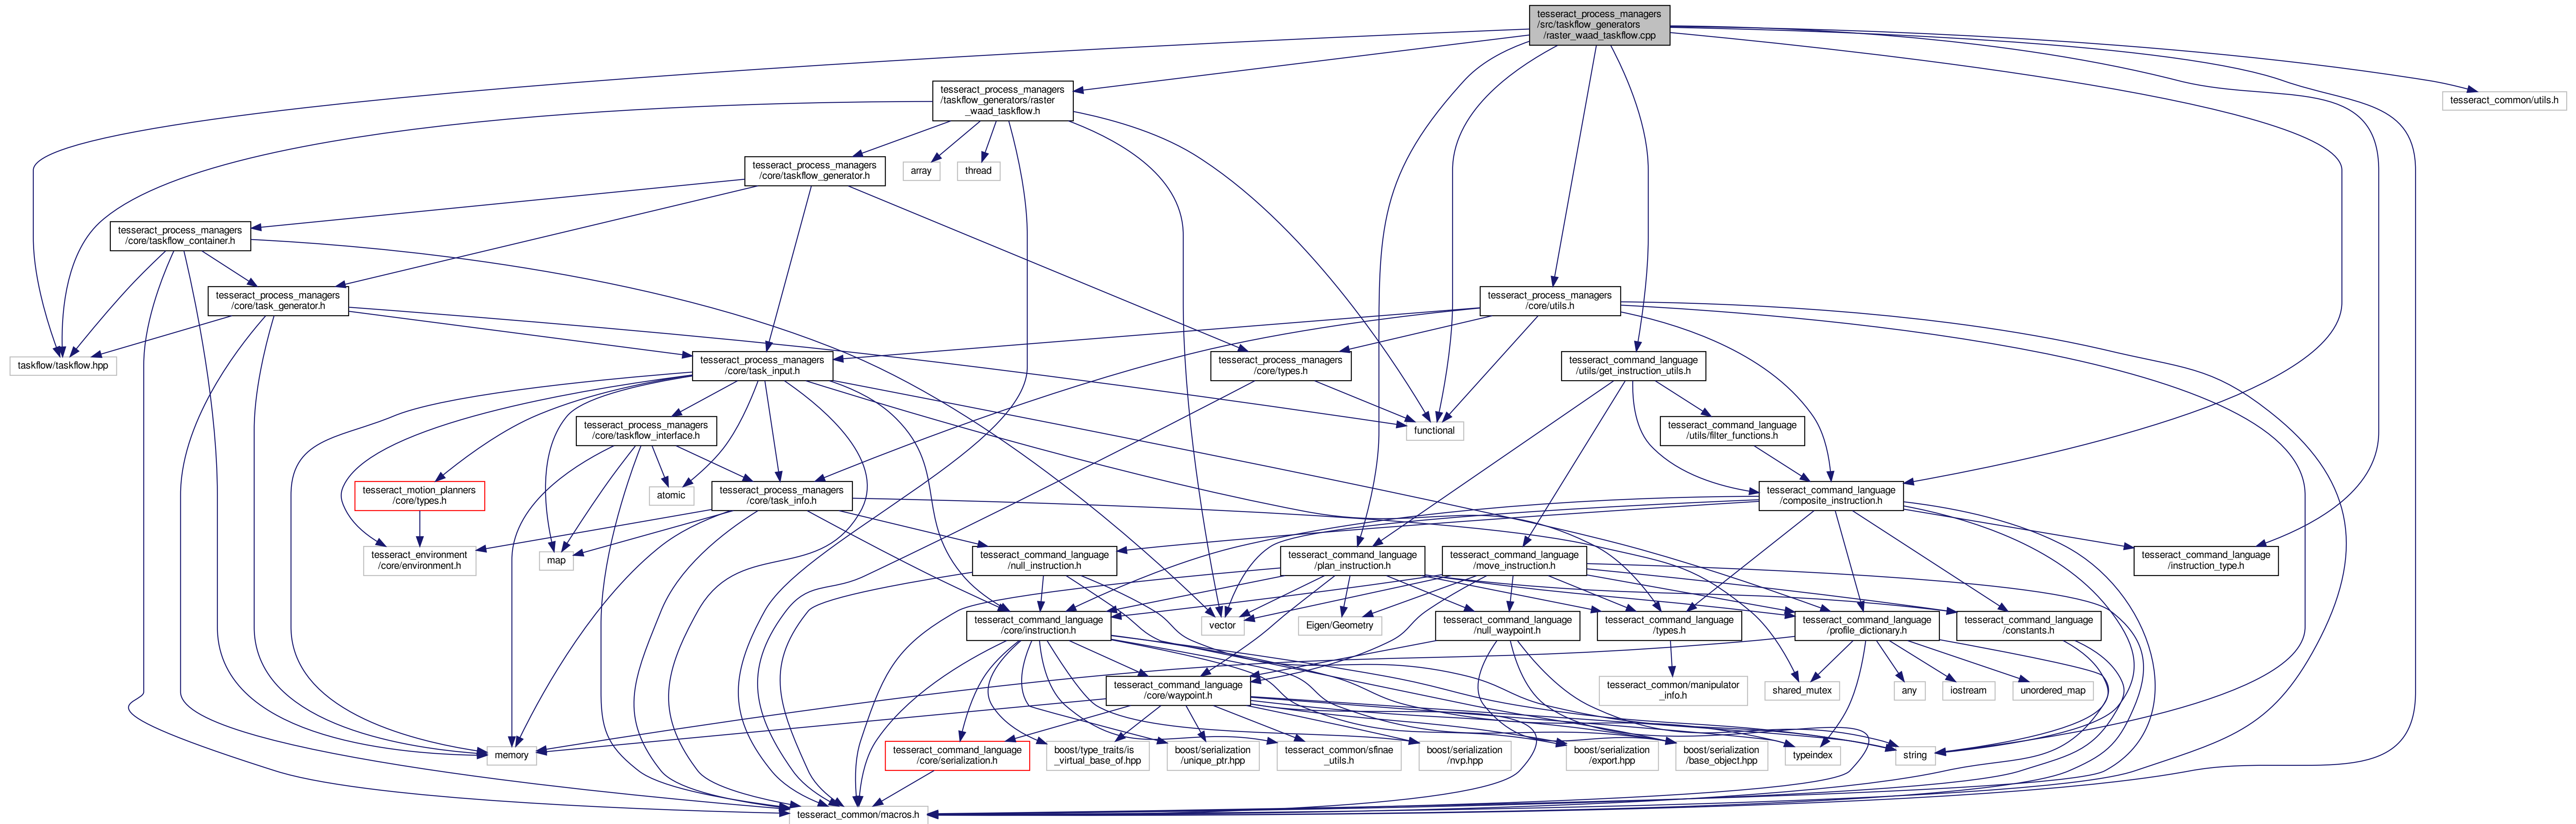 tesseract_process_managers
/src/taskflow_generators
/raster_waad_taskflow.cpp
tesseract_process_managers
/taskflow_generators/raster
_waad_taskflow.h
tesseract_common/utils.h
tesseract_process_managers
/core/taskflow_generator.h
array
thread
tesseract_process_managers
/core/taskflow_container.h
tesseract_process_managers
/core/task_generator.h
tesseract_process_managers
/core/utils.h
taskflow/taskflow.hpp
tesseract_process_managers
/core/task_input.h
tesseract_process_managers
/core/types.h
tesseract_command_language
/utils/get_instruction_utils.h
tesseract_process_managers
/core/taskflow_interface.h
functional
tesseract_command_language
/utils/filter_functions.h
tesseract_motion_planners
/core/types.h
atomic
tesseract_process_managers
/core/task_info.h
tesseract_command_language
/composite_instruction.h
tesseract_environment
/core/environment.h
map
tesseract_command_language
/null_instruction.h
tesseract_command_language
/plan_instruction.h
tesseract_command_language
/move_instruction.h
tesseract_command_language
/instruction_type.h
tesseract_command_language
/core/instruction.h
vector
Eigen/Geometry
tesseract_command_language
/null_waypoint.h
tesseract_command_language
/types.h
tesseract_command_language
/profile_dictionary.h
tesseract_command_language
/constants.h
tesseract_command_language
/core/waypoint.h
tesseract_common/manipulator
_info.h
shared_mutex
any
iostream
unordered_map
memory
tesseract_command_language
/core/serialization.h
boost/type_traits/is
_virtual_base_of.hpp
boost/serialization
/unique_ptr.hpp
tesseract_common/sfinae
_utils.h
boost/serialization
/nvp.hpp
boost/serialization
/export.hpp
boost/serialization
/base_object.hpp
typeindex
string
tesseract_common/macros.h